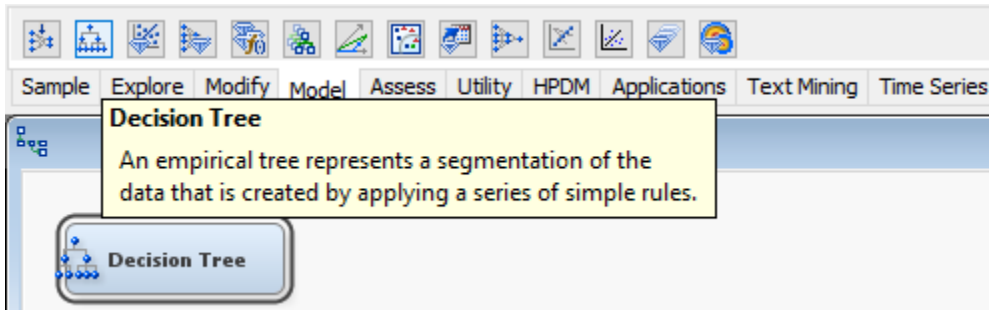 Sample Explore Modify Model Assess Utility HPDM Applications Text Mining Time Series
Decision Tree
An empirical tree represents a segmentation of the
data that is created by applying a series of simple rules.
Decision Tree